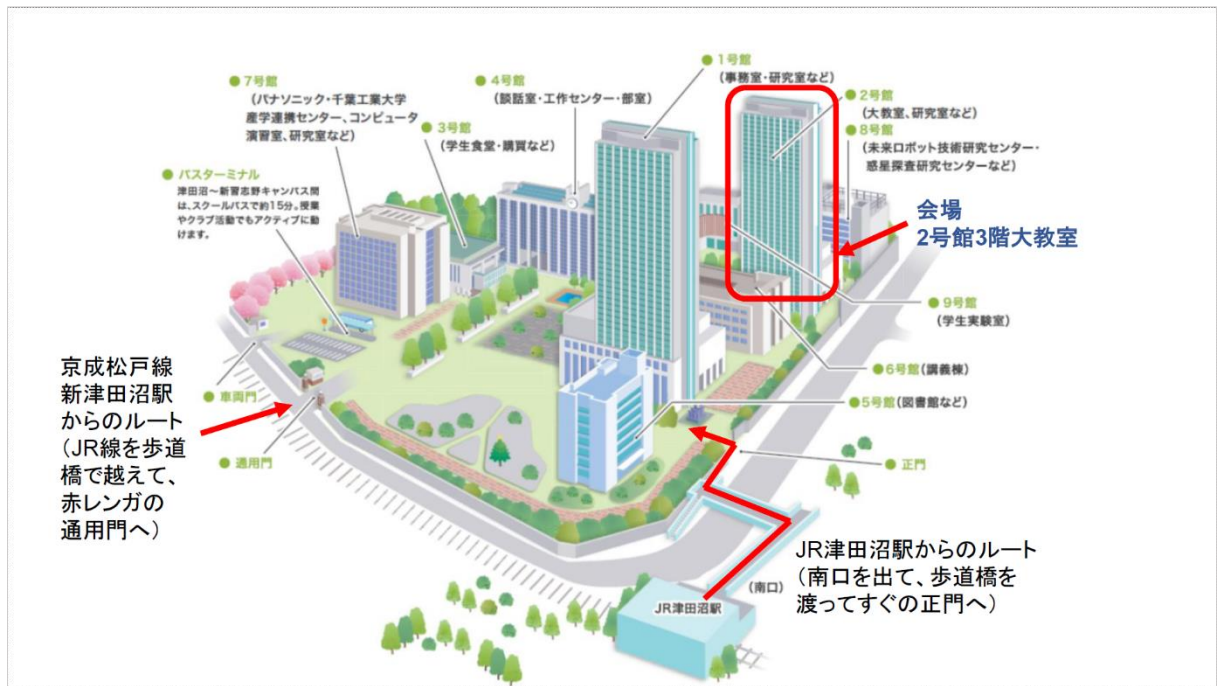 ● 1号館
(事務室・研究室など)
● 7号館
(パナソニック・千葉工業大学
産学連携センター、コンピュータ
演習室、研究室など)
● 4号館
(談話室・工作センター・部室)
● 2号館
(大教室、研究室など)
● 3号館
(学生食堂・購買など)
● 8号館
(未来ロボット技術研究センター・
惑星探査研究センターなど)
● バスターミナル
津田沼~新習志野キャンパス間
は、スクールバスで約15分。授業
やクラブ活動でもアクティブに動
けます。
会場
2号館3階大教室
● 9号館
(学生実験室)
京成松戸線
新津田沼駅
からのルート
(JR線を歩道
橋で越えて、
赤レンガの
通用門へ)
● 車両門
● 6号館(講義棟)
● 5号館(図書館など)
● 通用門
● 正門
JR津田沼駅からのルート
(南口を出て、歩道橋を
渡ってすぐの正門へ)
(南口)
JR津田沼駅